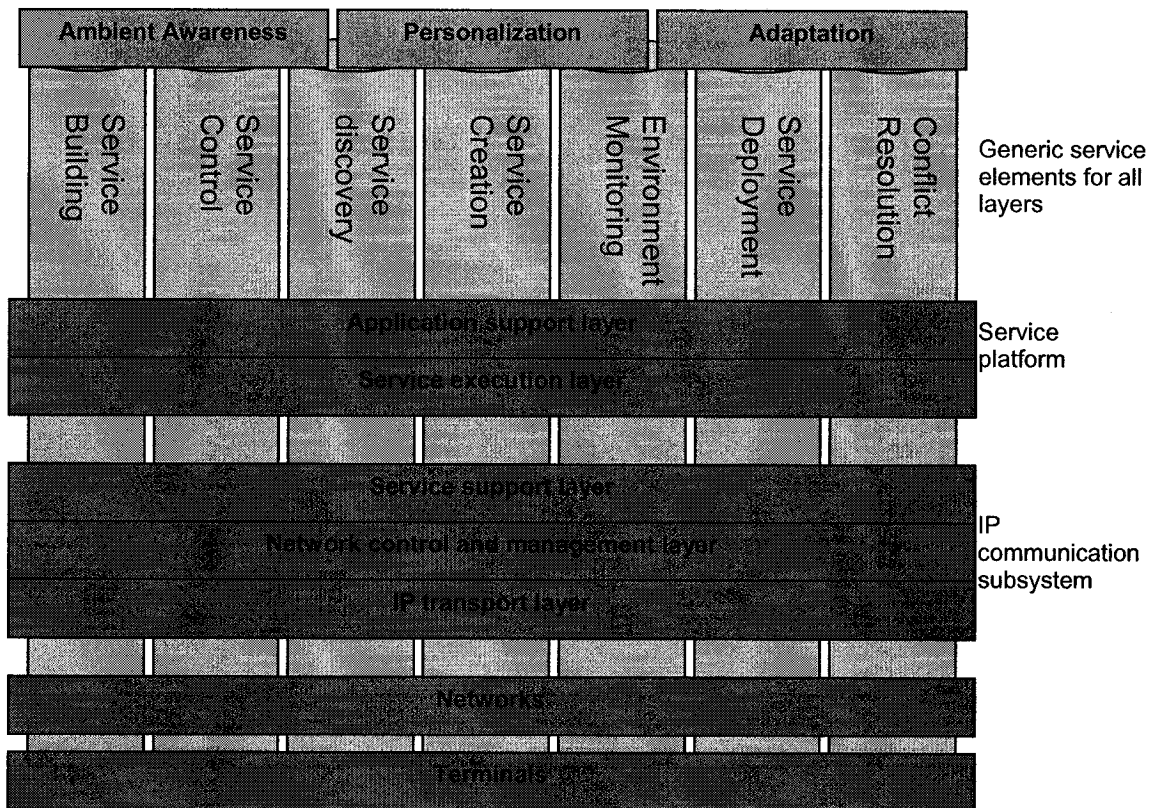 Ambient Awareness
Personalization
Adaptation
Service
Building
Service
Control
Service
discovery
Service
Creation
Environment
Monitoring
Service
Deployment
Conflict
Resolution
Generic service
elements for all
layers
Application support layer
Service execution layer
Service
platform
Service support layer
Network control and management layer
IP transport layer
IP
communication
subsystem
Networks
Terminals